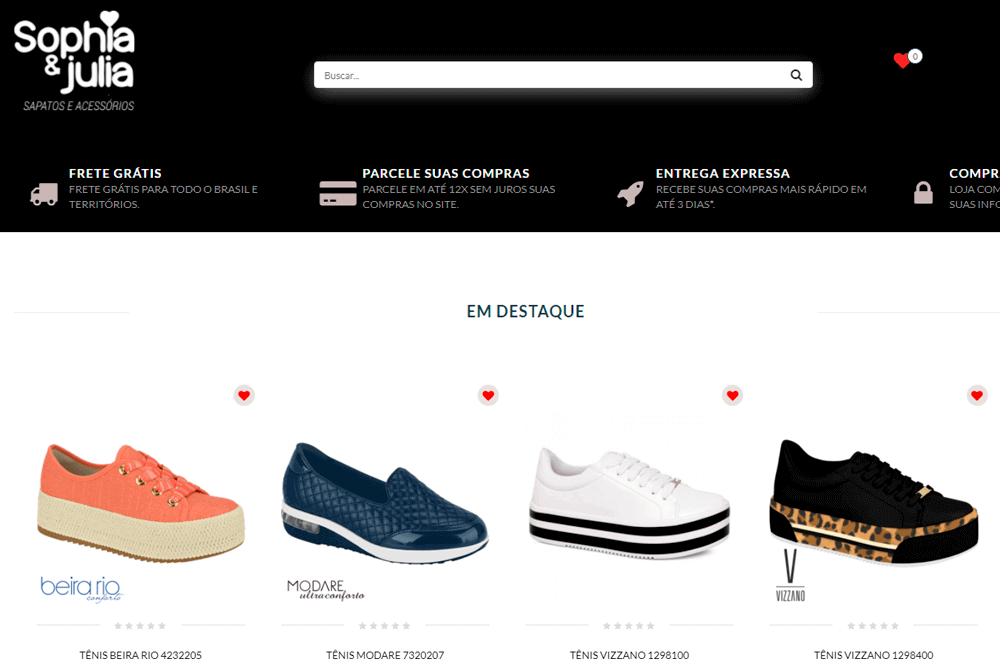 Sophia
& julia
SAPATOS E ACESSÓRIOS
Buscar...
0
FRETE GRÁTIS
FRETE GRÁTIS PARA TODO O BRASIL E
TERRITÓRIOS.
PARCELE SUAS COMPRAS
PARCELE EM ATÉ 12X SEM JUROS SUAS
COMPRAS NO SITE.
ENTREGA EXPRESSA
RECEBE SUAS COMPRAS MAIS RÁPIDO EM
ATÉ 3 DIAS*.
COMPR
LOJA COM
SUAS INFO
EM DESTAQUE
beira rio
conforto
MODARE
ultraconforto
VIZZANO
TÊNIS BEIRA RIO 4232205
TÊNIS MODARE 7320207
TÊNIS VIZZANO 1298100
TÊNIS VIZZANO 1298400